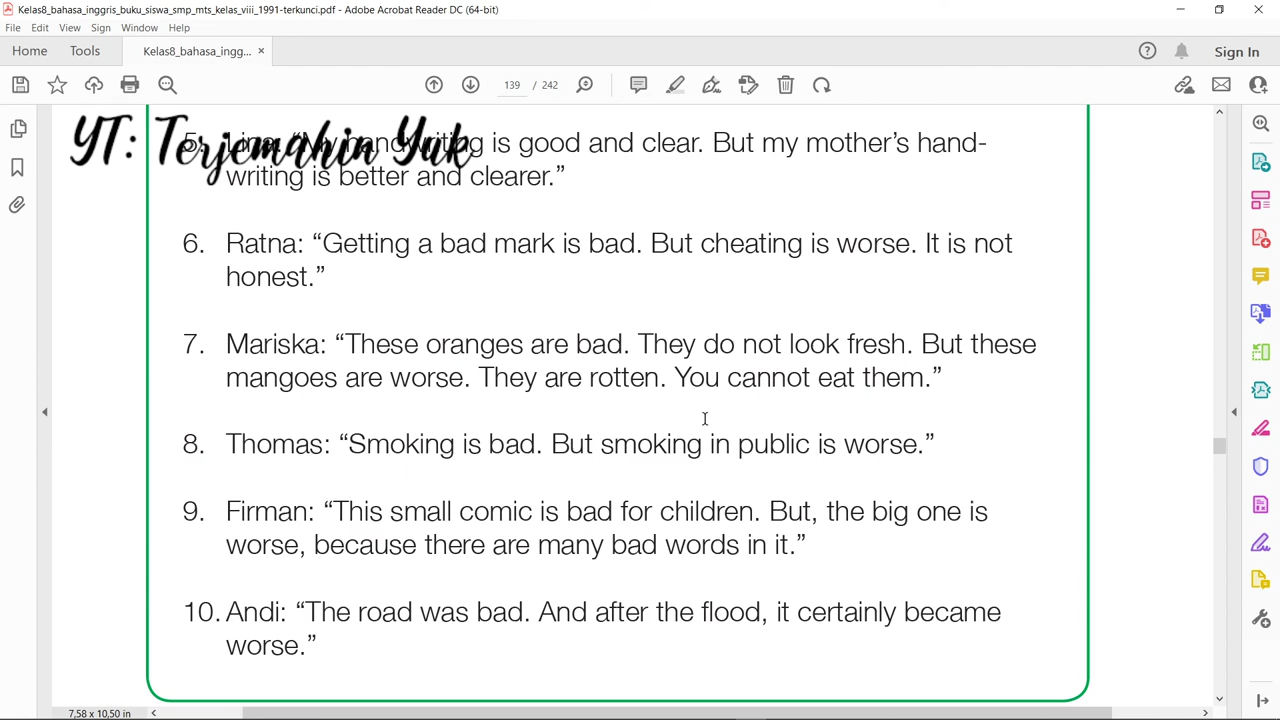 Kelas8_bahasa_inggris_buku_siswa_smp_mts_kelas_viii_1991-terkunci.pdf - Adobe Acrobat Reader DC (64-bit)
File Edit View Sign Window Help
Home Tools Kelas8_bahasa_ingg... × Sign In
139 / 242
YT: Terjemahin Yuk
5. Lina: “My handwriting is good and clear. But my mother’s hand-
writing is better and clearer.”
6. Ratna: “Getting a bad mark is bad. But cheating is worse. It is not
honest.”
7. Mariska: “These oranges are bad. They do not look fresh. But these
mangoes are worse. They are rotten. You cannot eat them.”
8. Thomas: “Smoking is bad. But smoking in public is worse.”
9. Firman: “This small comic is bad for children. But, the big one is
worse, because there are many bad words in it.”
10. Andi: “The road was bad. And after the flood, it certainly became
worse.”
7,58 x 10,50 in